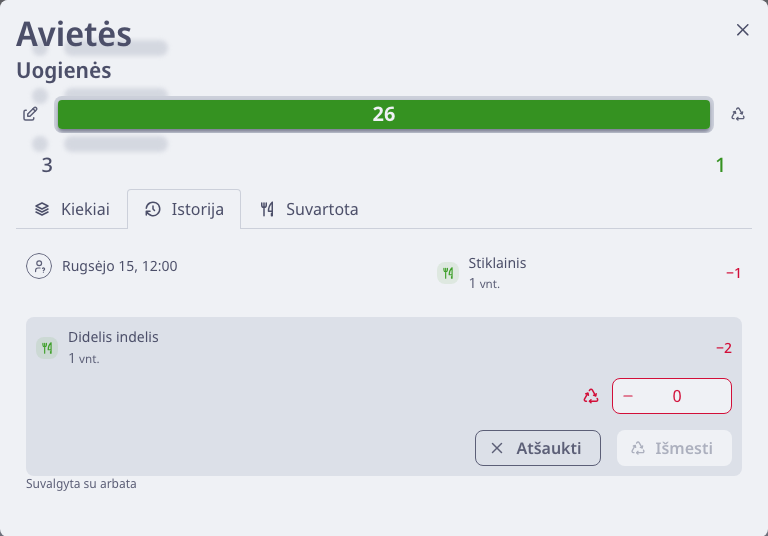 Avietės
Uogienės
26
3
1
Kiekiai
Istorija
Suvartota
Rugsėjo 15, 12:00
Stiklainis
1 vnt.
−1
Didelis indelis
1 vnt.
−2
− 0
Atšaukti
Išmesti
Suvalgyta su arbata